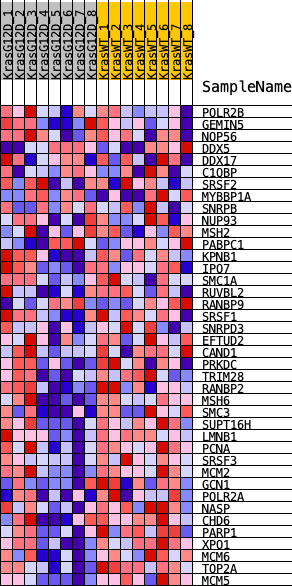 KrasG12D_1
KrasG12D_2
KrasG12D_3
KrasG12D_4
KrasG12D_5
KrasG12D_6
KrasG12D_7
KrasG12D_8
KrasWT_1
KrasWT_2
KrasWT_3
KrasWT_4
KrasWT_5
KrasWT_6
KrasWT_7
KrasWT_8
SampleName
POLR2B
GEMIN5
NOP56
DDX5
DDX17
C1QBP
SRSF2
MYBBP1A
SNRPB
NUP93
MSH2
PABPC1
KPNB1
IPO7
SMC1A
RUVBL2
RANBP9
SRSF1
SNRPD3
EFTUD2
CAND1
PRKDC
TRIM28
RANBP2
MSH6
SMC3
SUPT16H
LMNB1
PCNA
SRSF3
MCM2
GCN1
POLR2A
NASP
CHD6
PARP1
XPO1
MCM6
TOP2A
MCM5